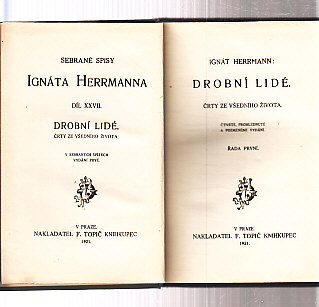 SEBRANÉ SPISY
IGNÁTA HERRMANNA
DÍL XXVII.
DROBNÍ LIDÉ.
ČRTY ZE VŠEDNÍHO ŽIVOTA.
V SEBRANÝCH SPISECH
VYDÁNÍ PRVÉ.
V PRAZE.
NAKLADATEL F. TOPIČ KNIHKUPEC
1921.
IGNÁT HERRMANN:
DROBNÍ LIDÉ.
ČRTY ZE VŠEDNÍHO ŽIVOTA.
ČTVRTÉ, PROHLÉDNUTÉ
A POZMĚNĚNÉ VYDÁNÍ.
ŘADA PRVNÍ.
V PRAZE.
NAKLADATEL F. TOPIČ KNIHKUPEC
1921.